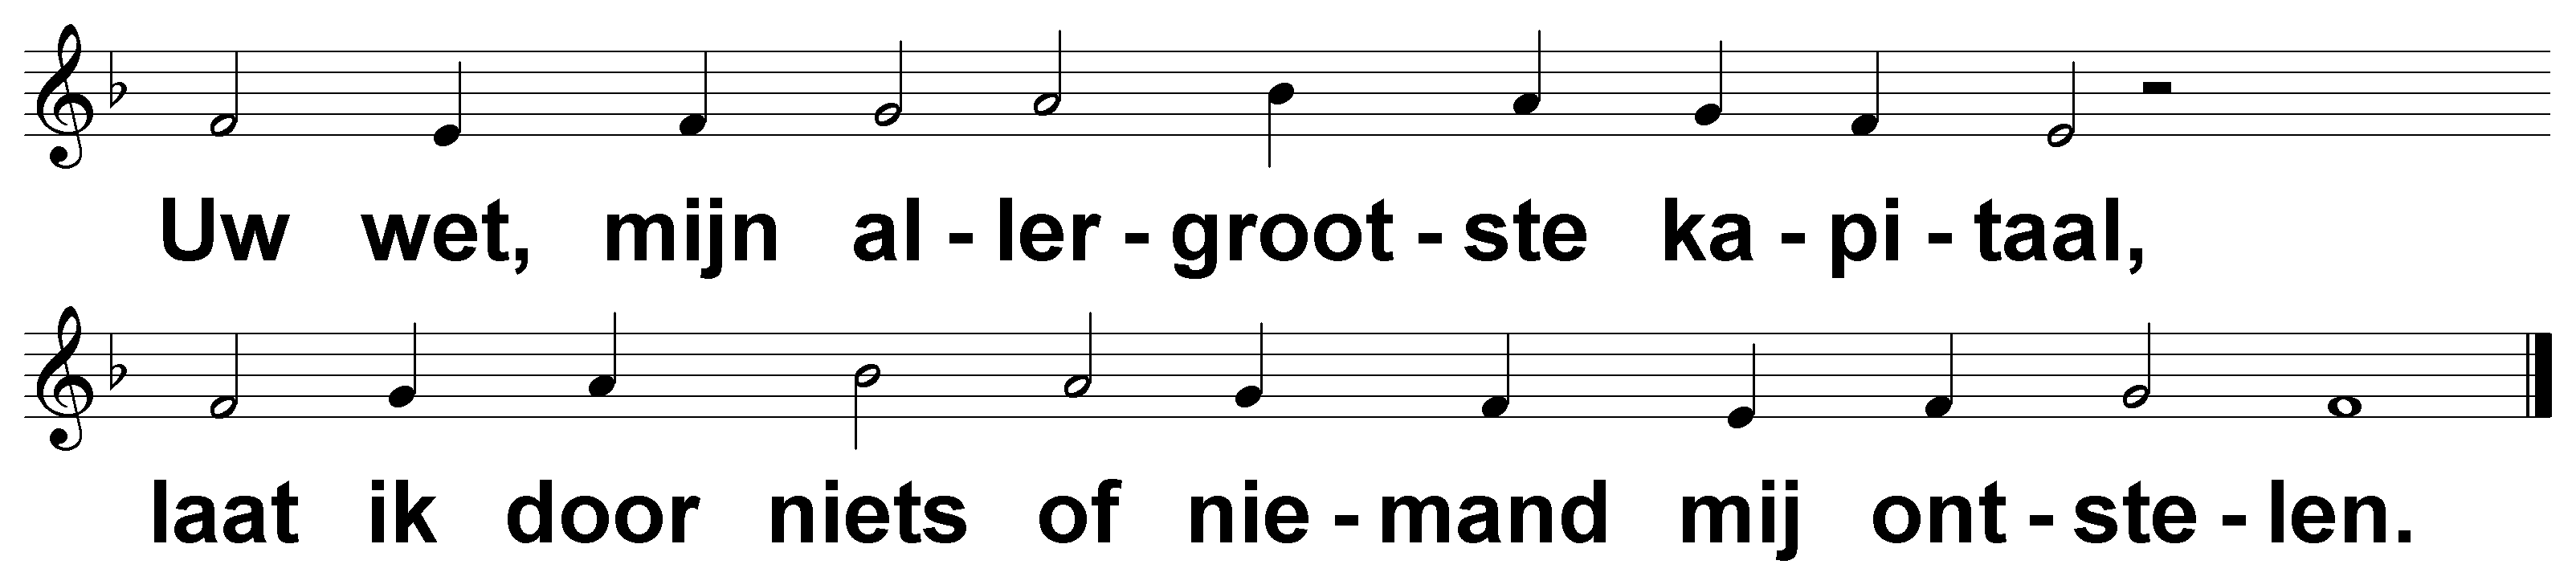 Uw wet, mijn al - ler - groot - ste ka - pi - taal,
laat ik door niets of nie - mand mij ont - ste - len.